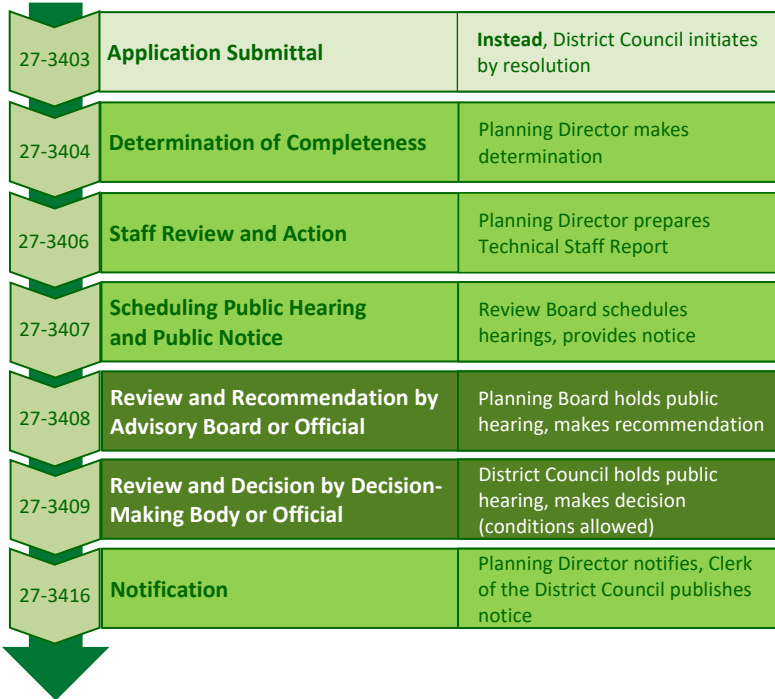 27-3403
Application Submittal
Instead, District Council initiates
by resolution
27-3404
Determination of Completeness
Planning Director makes
determination
27-3406
Staff Review and Action
Planning Director prepares
Technical Staff Report
27-3407
Scheduling Public Hearing
and Public Notice
Review Board schedules
hearings, provides notice
27-3408
Review and Recommendation by
Advisory Board or Official
Planning Board holds public
hearing, makes recommendation
27-3409
Review and Decision by Decision-
Making Body or Official
District Council holds public
hearing, makes decision
(conditions allowed)
27-3416
Notification
Planning Director notifies, Clerk
of the District Council publishes
notice